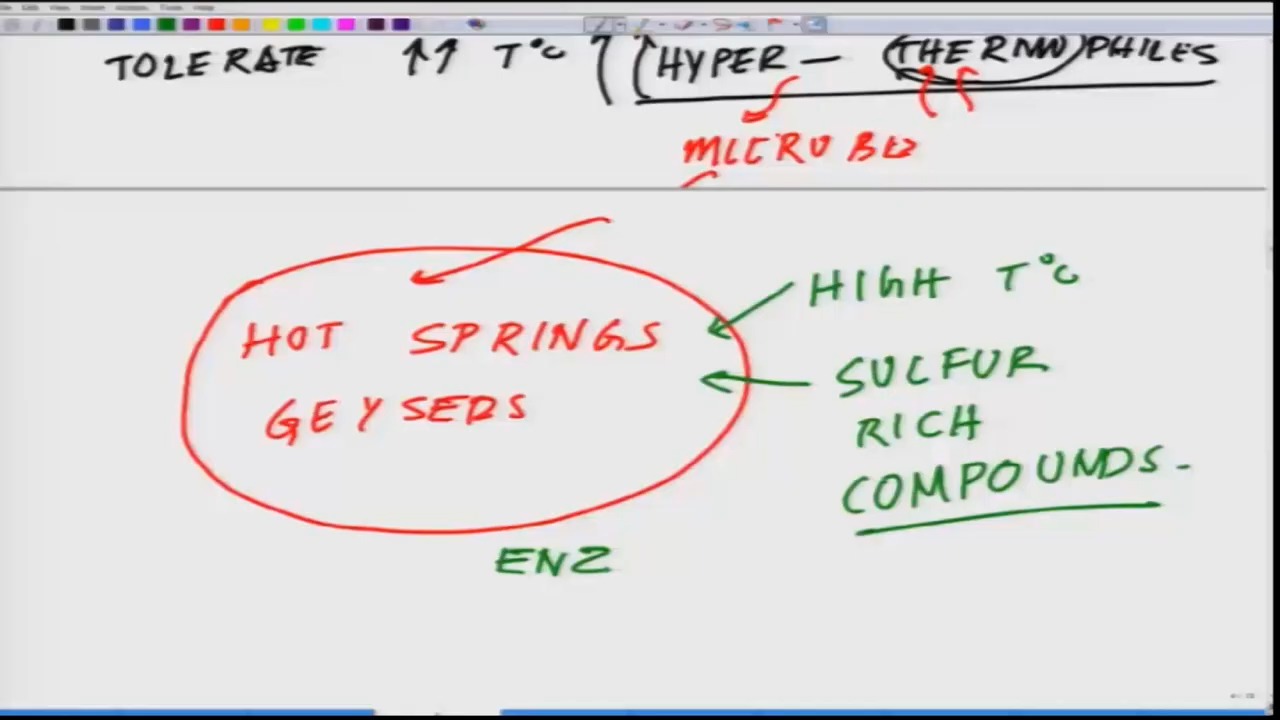 TOLERATE ↑↑ T°C HYPER - THERMOPHILES
MICROBES
HOT SPRINGS
GEYSERS
HIGH T°C
SULFUR
RICH
COMPOUNDS.
ENZ